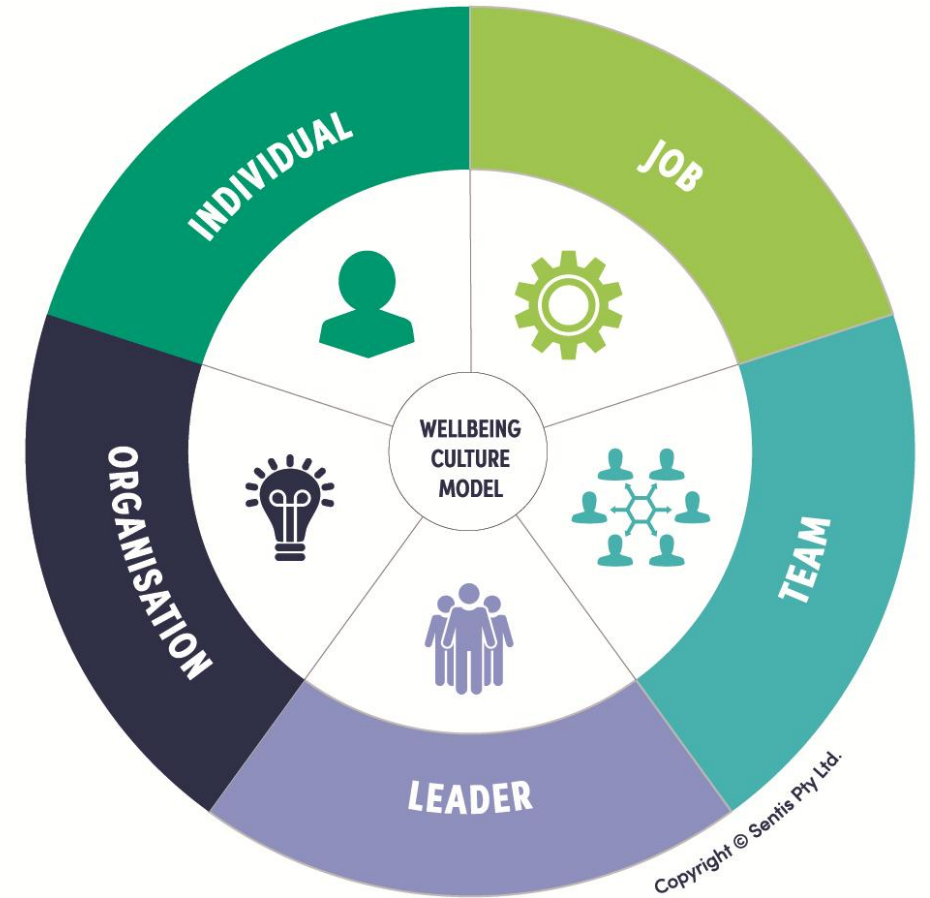 INDIVIDUAL
JOB
WELLBEING
CULTURE
MODEL
ORGANISATION
TEAM
LEADER
Copyright © Sentis Pty Ltd.